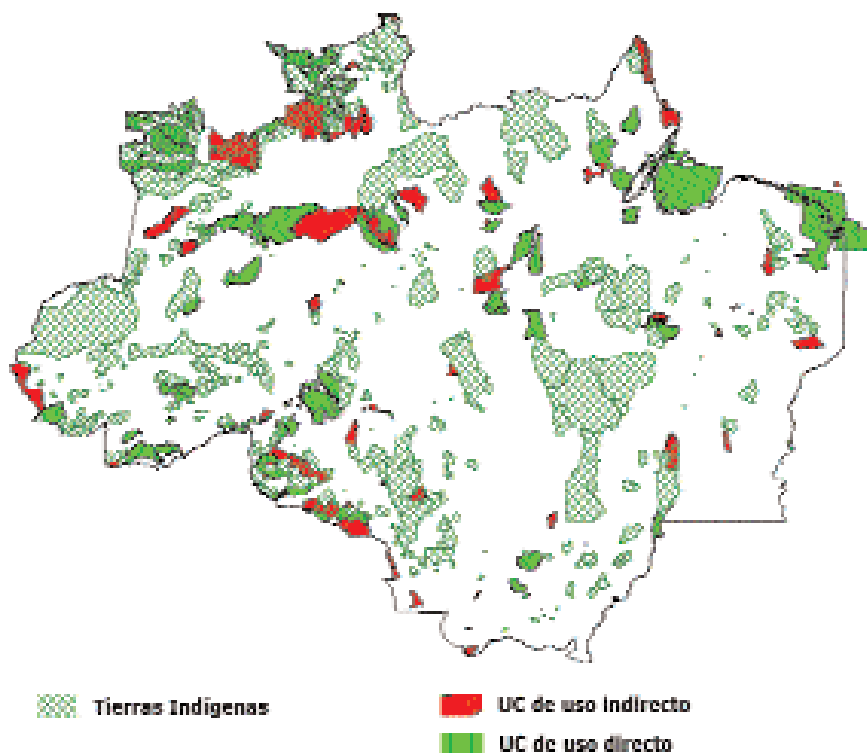 Tierras Indígenas
UC de uso indirecto
UC de uso directo